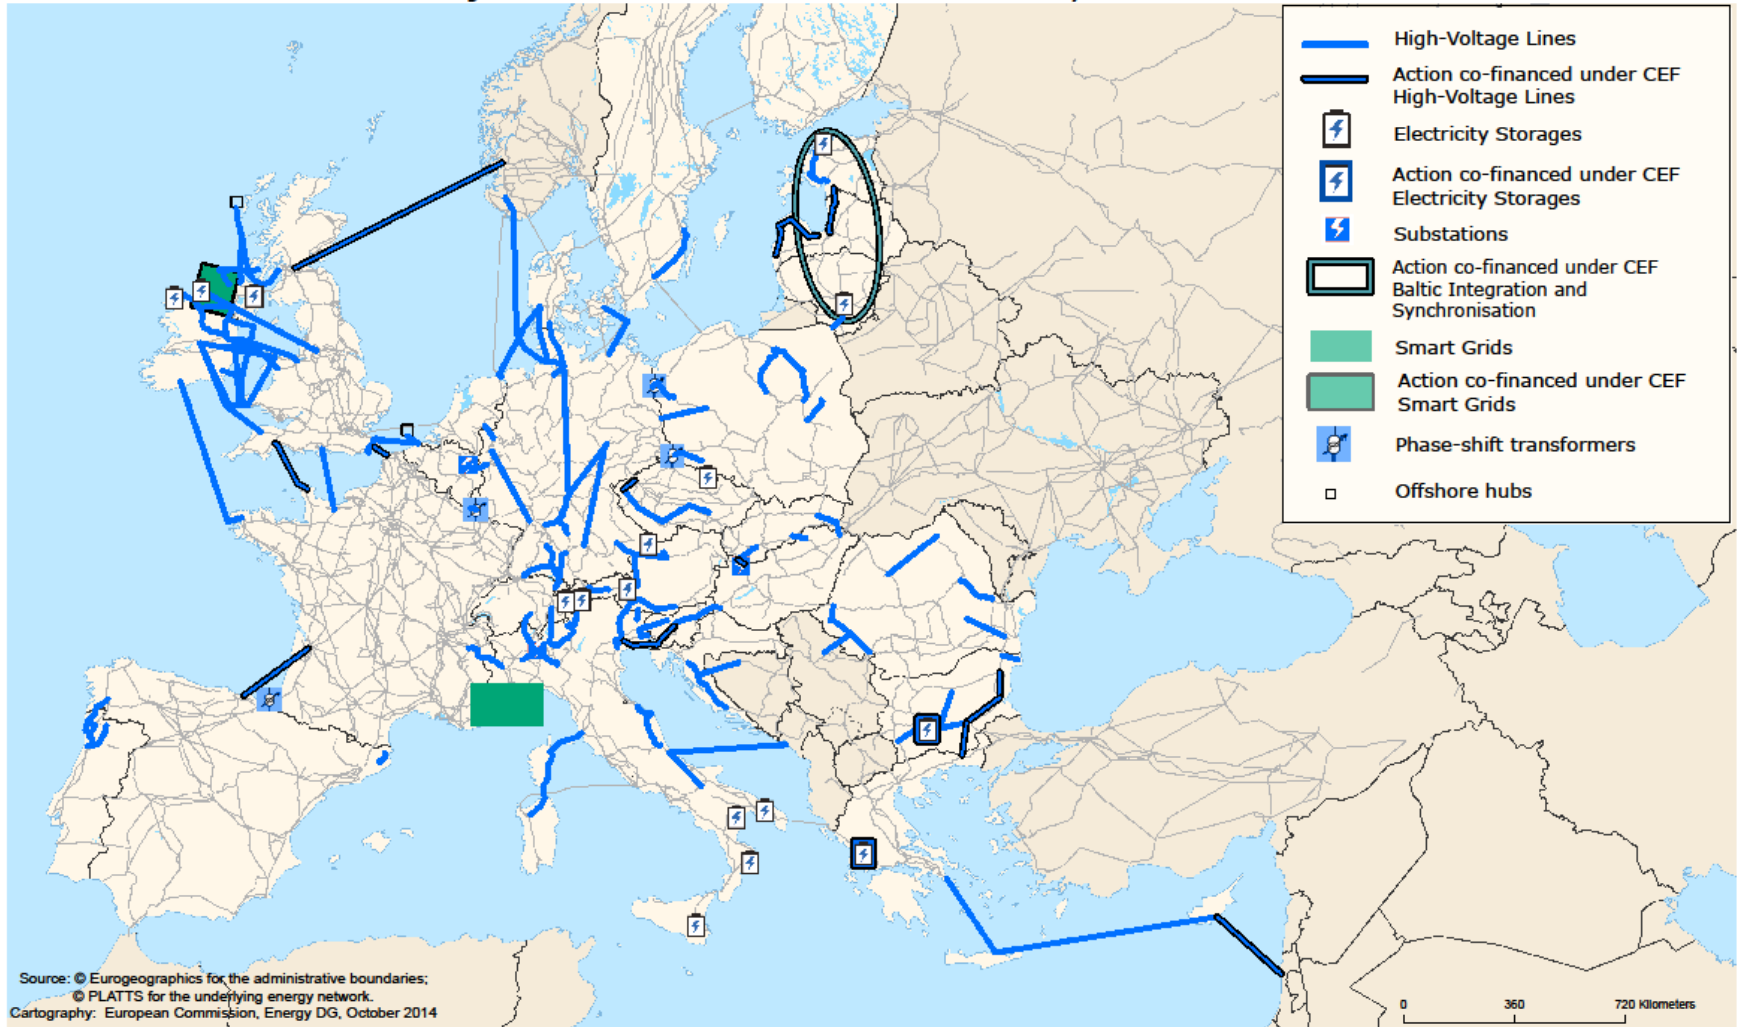 High-Voltage Lines
Action co-financed under CEF
High-Voltage Lines
Electricity Storages
Action co-financed under CEF
Electricity Storages
Substations
Action co-financed under CEF
Baltic Integration and
Synchronisation
Smart Grids
Action co-financed under CEF
Smart Grids
Phase-shift transformers
Offshore hubs
Source: © Eurogeographics for the administrative boundaries;
© PLATTS for the underlying energy network.
Cartography: European Commission, Energy DG, October 2014
0 360 720 Kilometers